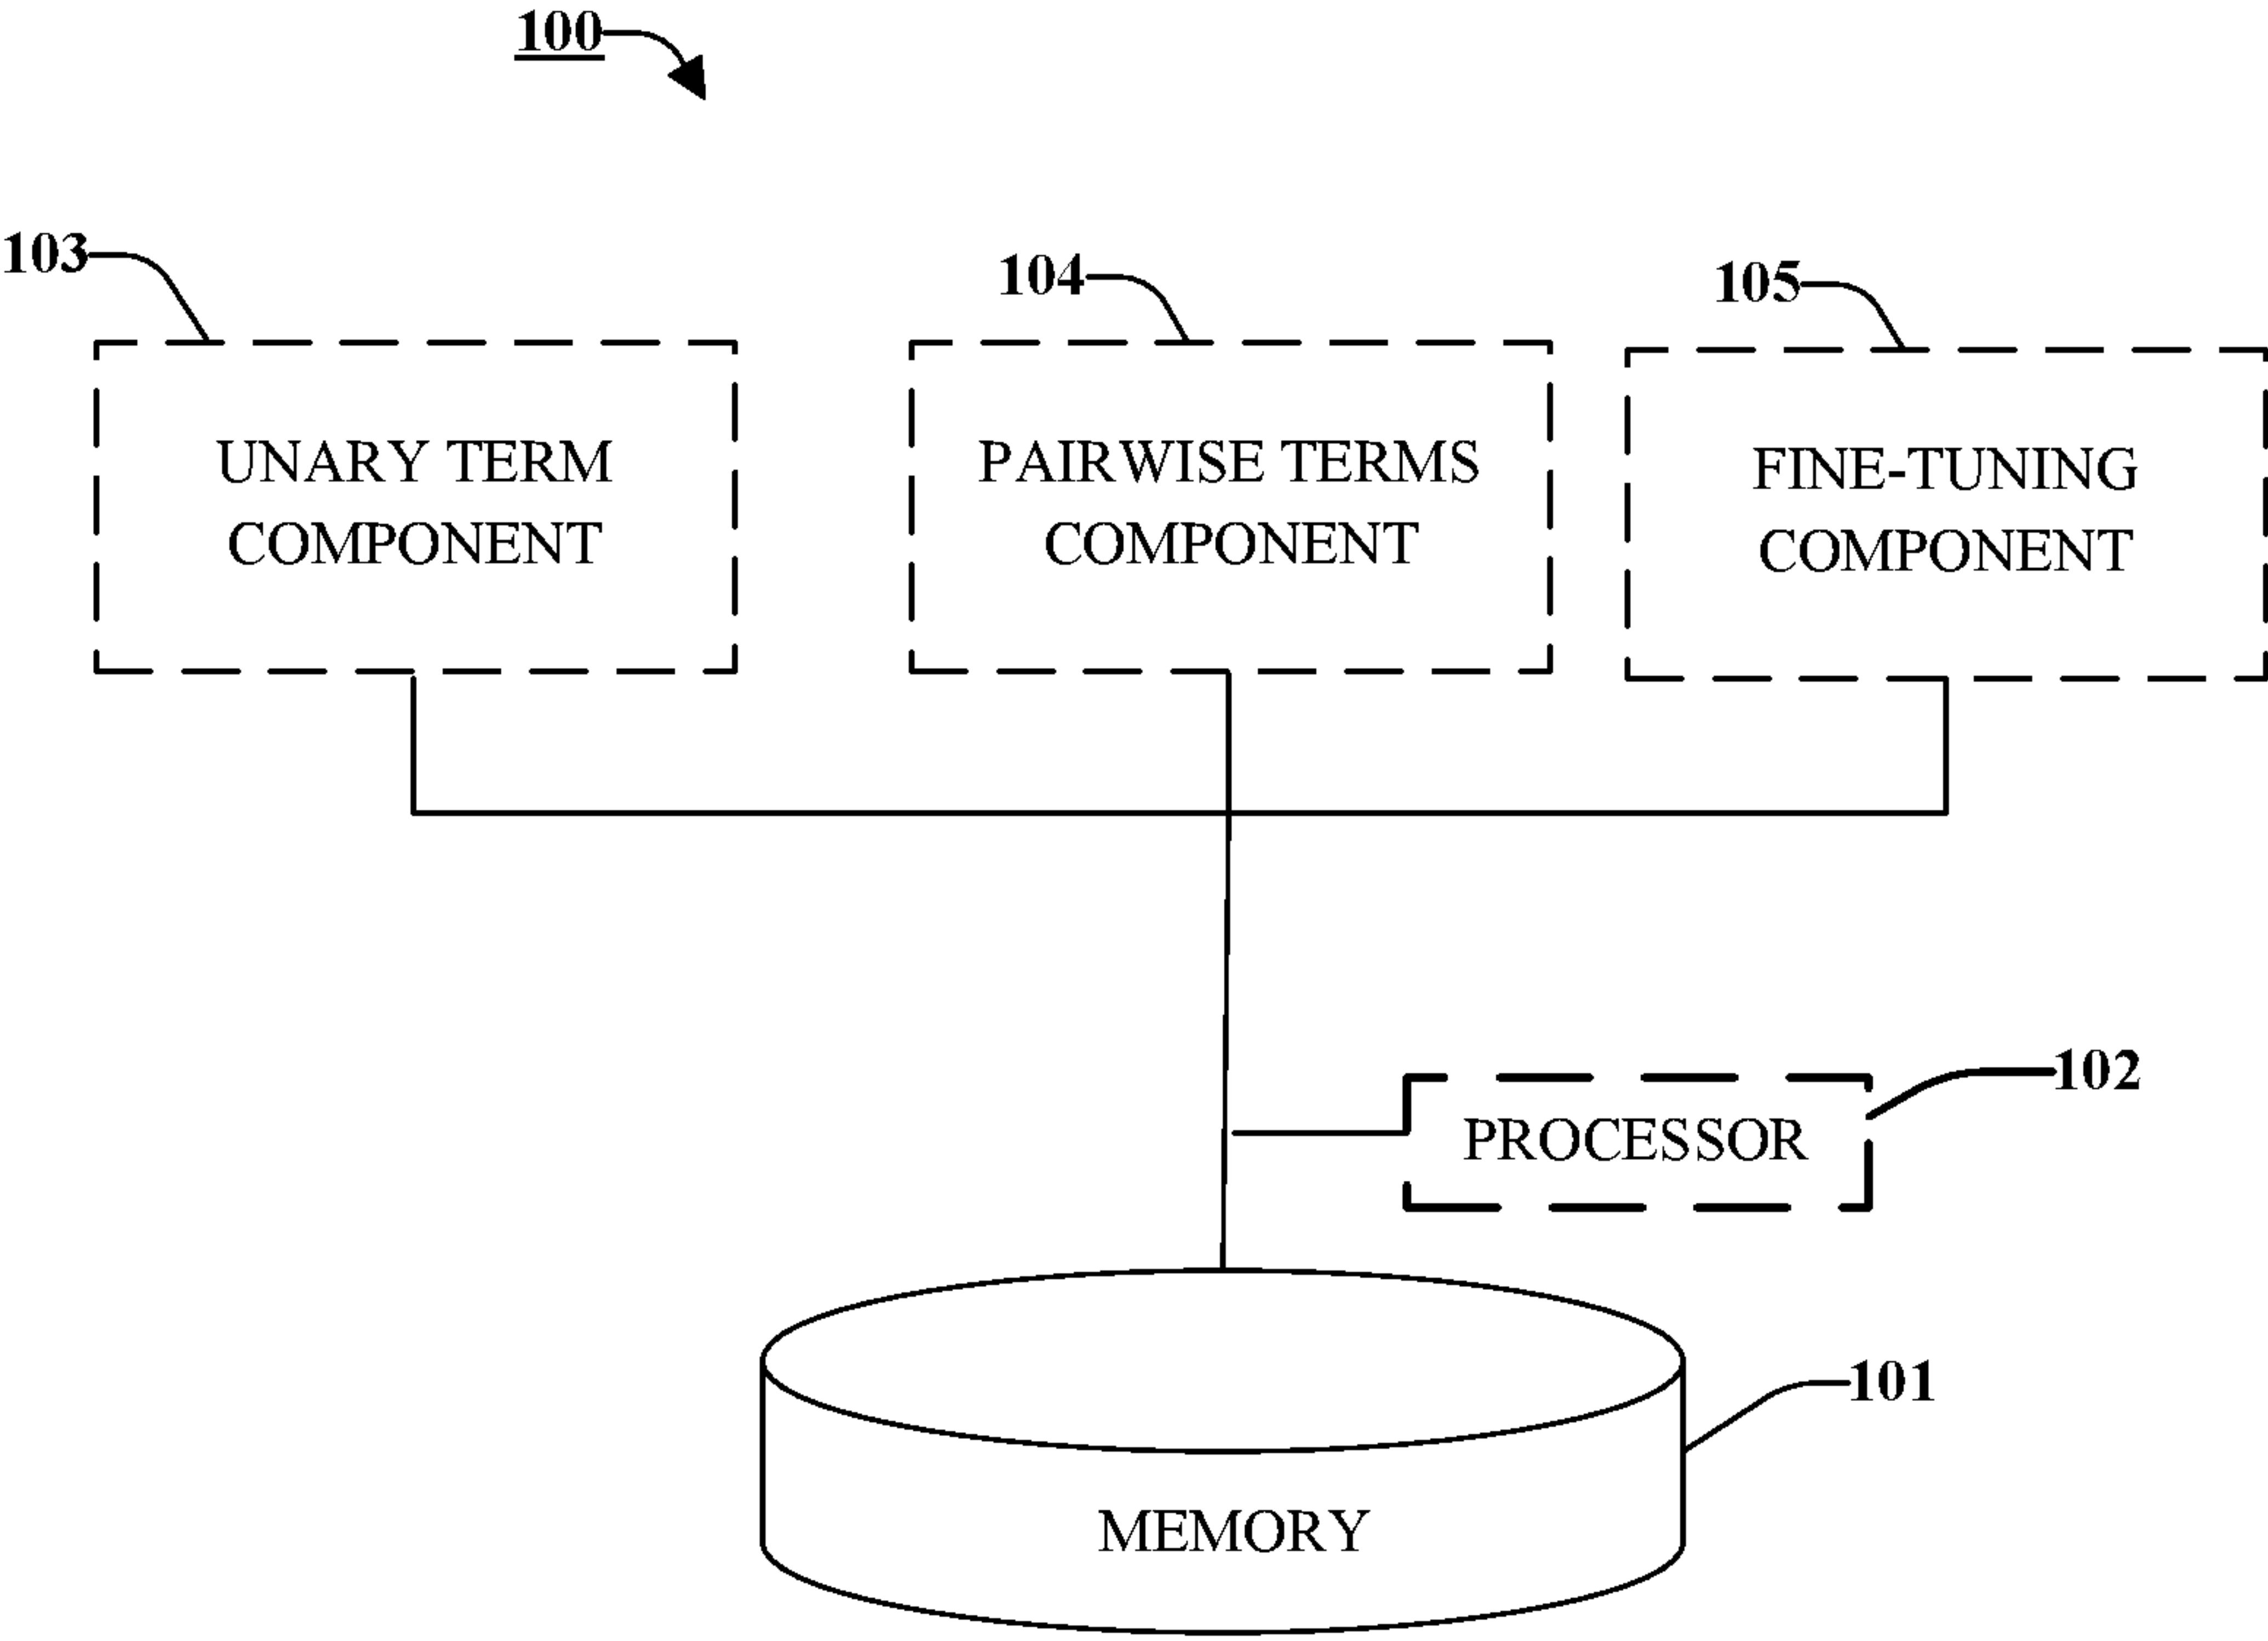 100
103
104
105
UNARY TERM
COMPONENT
PAIRWISE TERMS
COMPONENT
FINE-TUNING
COMPONENT
102
PROCESSOR
101
MEMORY